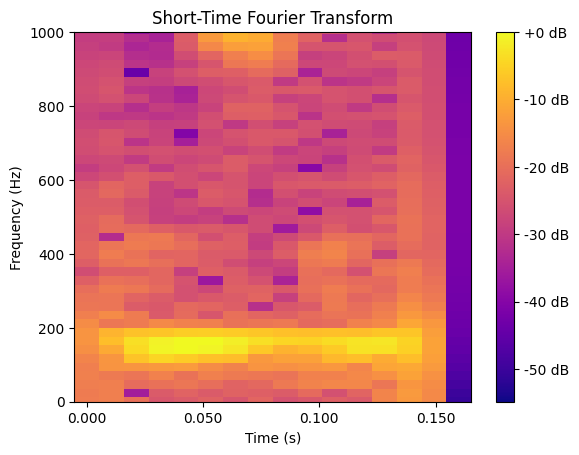 Short-Time Fourier Transform
1000
800
600
400
200
0
Frequency (Hz)
0.000
0.050
0.100
0.150
Time (s)
+0 dB
-10 dB
-20 dB
-30 dB
-40 dB
-50 dB